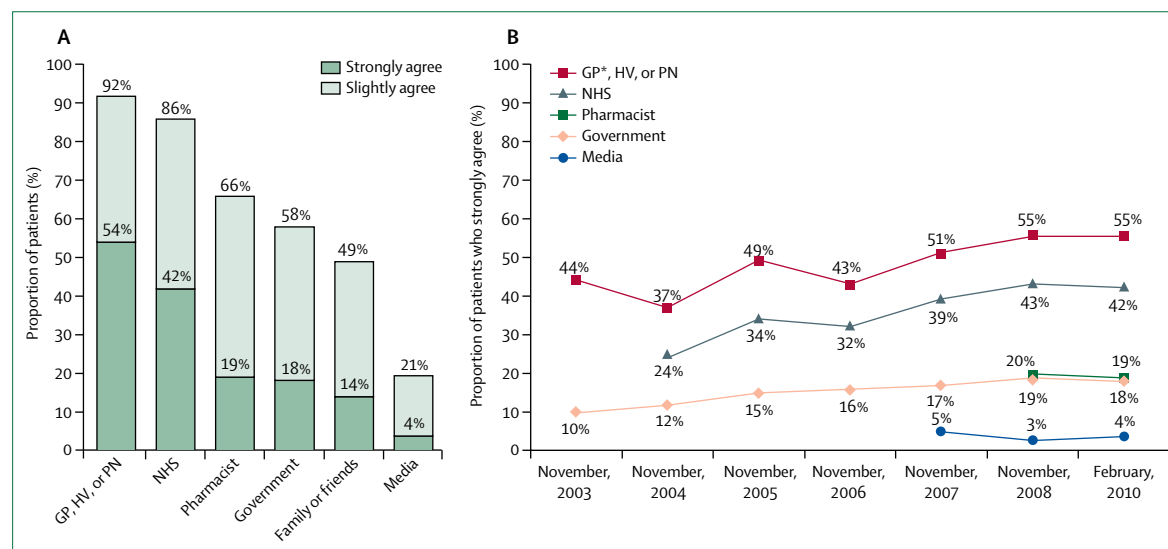 A
Proportion of patients (%)
100
90
80
70
60
50
40
30
20
10
0
Strongly agree
Slightly agree
92%
54%
86%
42%
66%
19%
58%
18%
49%
14%
21%
4%
GP, HV, or PN
NHS
Pharmacist
Government
Family or friends
Media
B
Proportion of patients who strongly agree (%)
100
90
80
70
60
50
40
30
20
10
0
GP*, HV, or PN
NHS
Pharmacist
Government
Media
44%
37%
49%
43%
51%
55%
55%
24%
34%
32%
39%
43%
42%
20%
19%
10%
12%
15%
16%
17%
19%
18%
5%
3%
4%
November,
2003
November,
2004
November,
2005
November,
2006
November,
2007
November,
2008
February,
2010